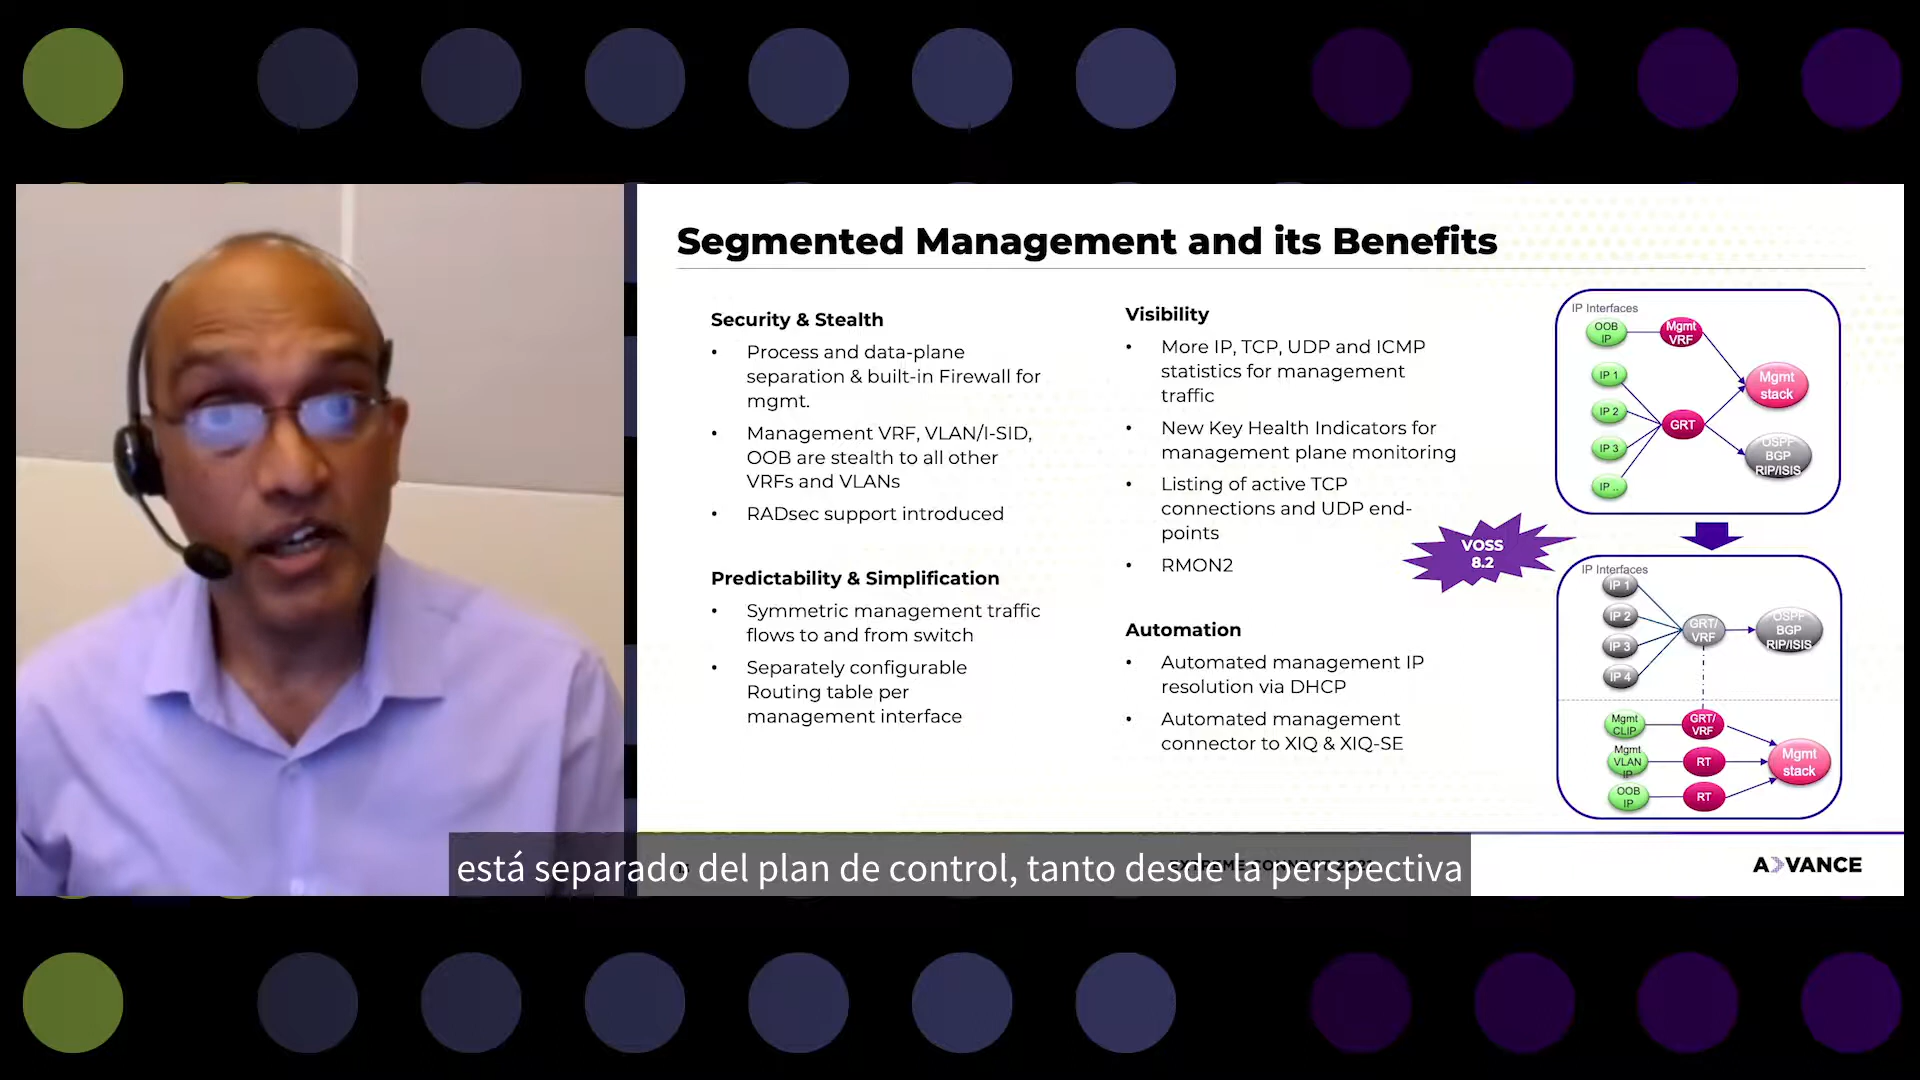 Segmented Management and its Benefits
Security & Stealth
• Process and data-plane
separation & built-in Firewall for
mgmt.
• Management VRF, VLAN/I-SID,
OOB are stealth to all other
VRFs and VLANs
• RADsec support introduced
Predictability & Simplification
• Symmetric management traffic
flows to and from switch
• Separately configurable
Routing table per
management interface
Visibility
• More IP, TCP, UDP and ICMP
statistics for management
traffic
• New Key Health Indicators for
management plane monitoring
• Listing of active TCP
connections and UDP end-
points
• RMON2
Automation
• Automated management IP
resolution via DHCP
• Automated management
connector to XIQ & XIQ-SE
VOSS
8.2
IP Interfaces
OOB
IP
Mgmt
VRF
IP 1
IP 2
IP 3
IP ..
GRT
Mgmt
stack
OSPF
BGP
RIP/ISIS
IP Interfaces
IP 1
IP 2
IP 3
IP 4
GRT/
VRF
OSPF
BGP
RIP/ISIS
Mgmt
CLIP
GRT/
VRF
Mgmt
VLAN
IP
RT
OOB
IP
RT
Mgmt
stack
está separado del plan de control, tanto desde la perspectiva
ADVANCE